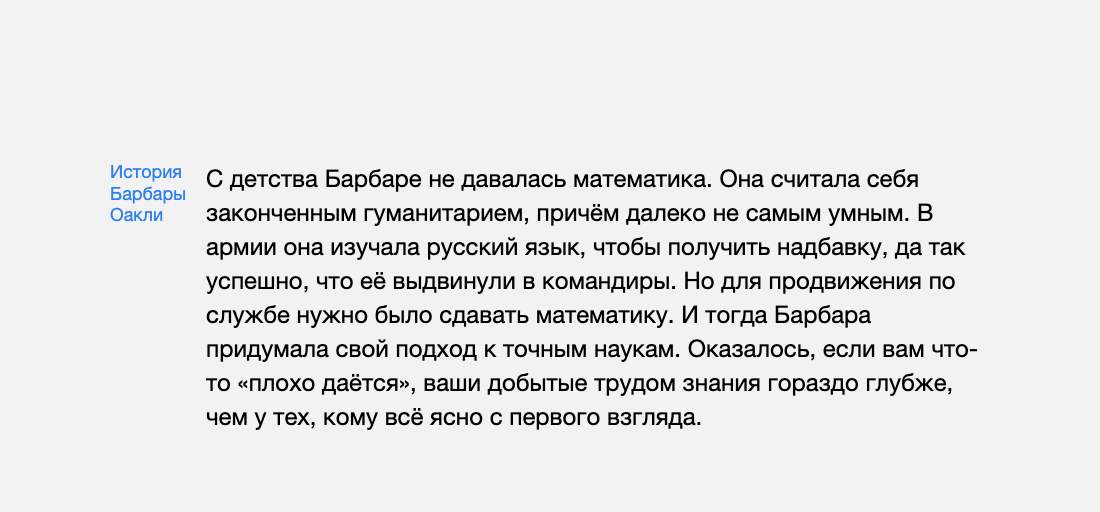 История
Барбары
Оакли
С детства Барбаре не давалась математика. Она считала себя
законченным гуманитарием, причём далеко не самым умным. В
армии она изучала русский язык, чтобы получить надбавку, да так
успешно, что её выдвинули в командиры. Но для продвижения по
службе нужно было сдавать математику. И тогда Барбара
придумала свой подход к точным наукам. Оказалось, если вам что-
то «плохо даётся», ваши добытые трудом знания гораздо глубже,
чем у тех, кому всё ясно с первого взгляда.